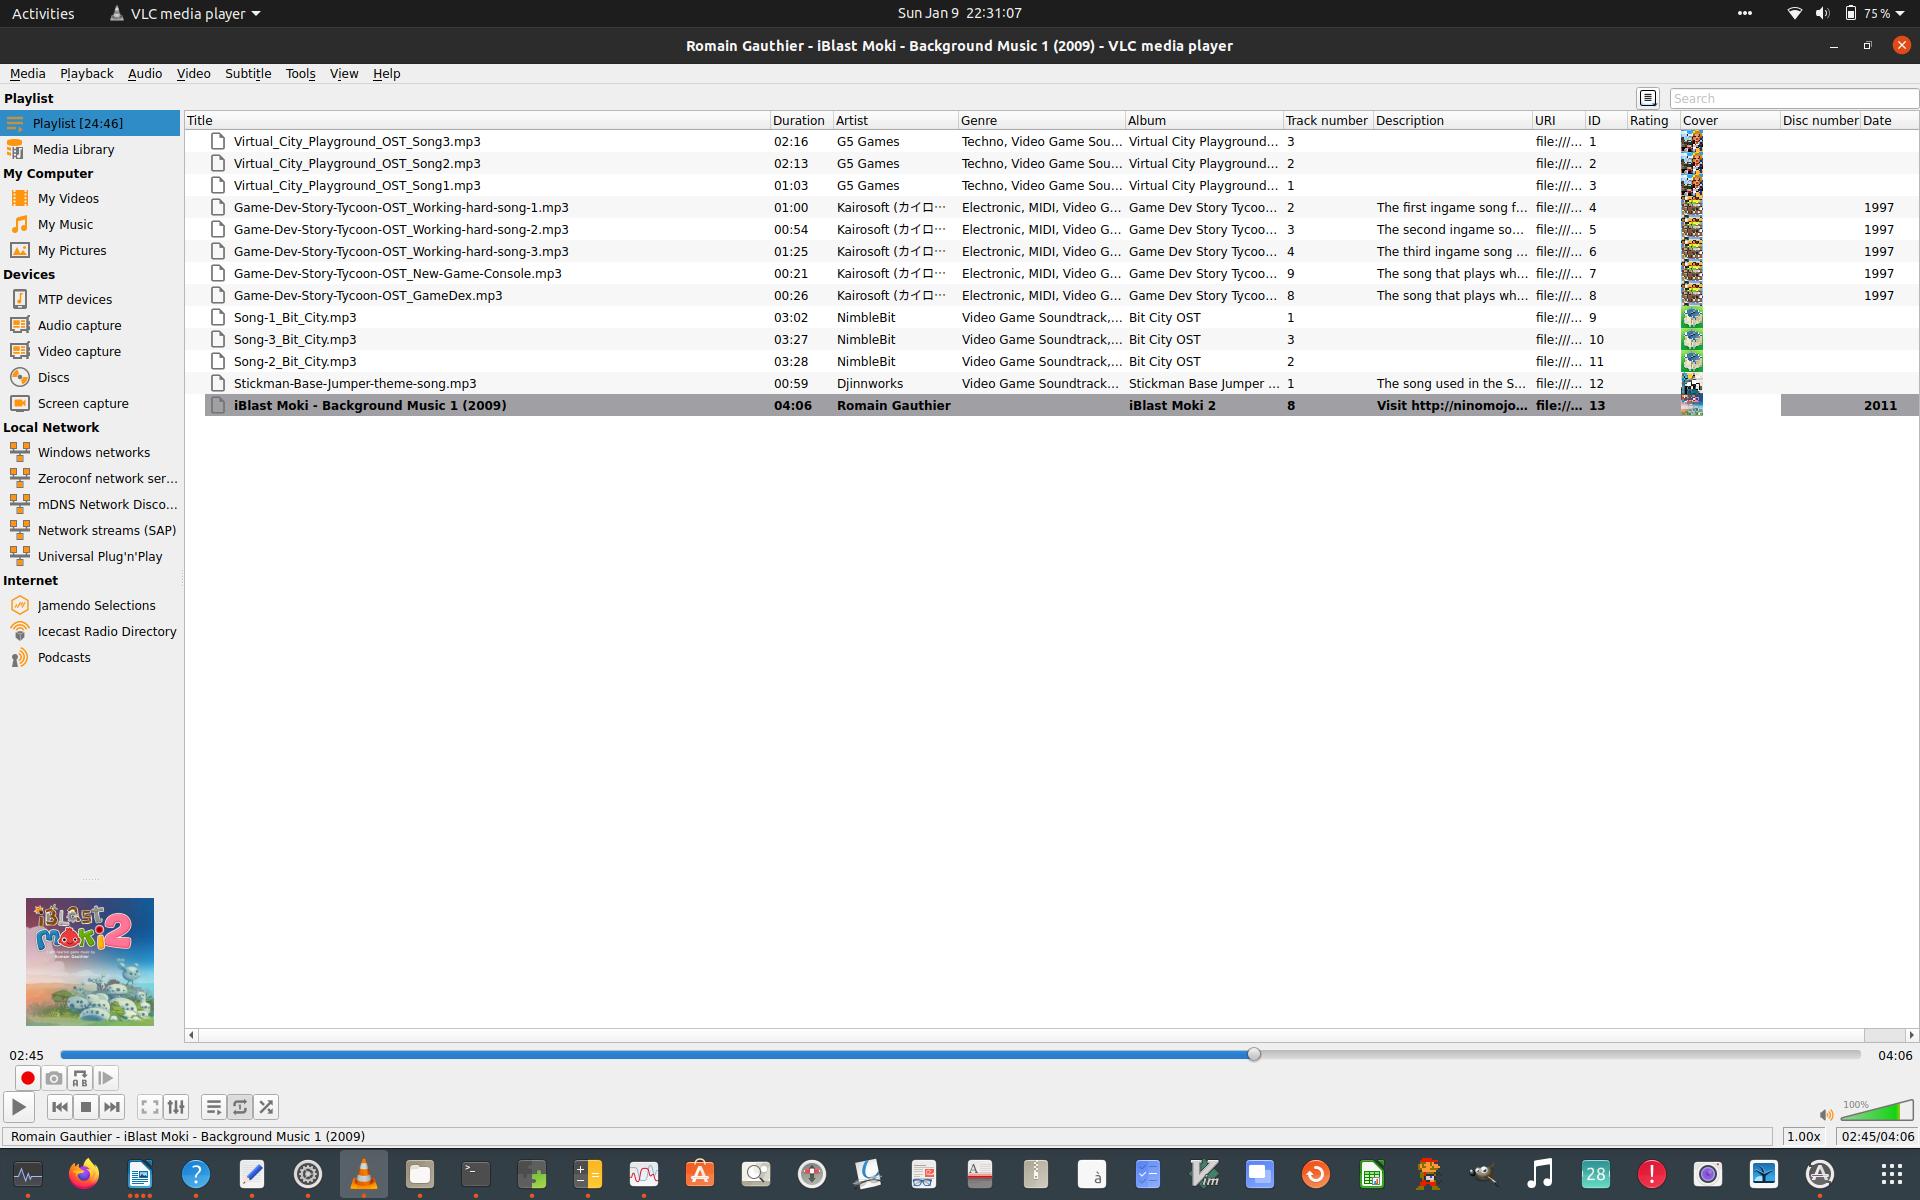 Activities VLC media player Sun Jan 9 22:31:07 75 %
Romain Gauthier - iBlast Moki - Background Music 1 (2009) - VLC media player
Media Playback Audio Video Subtitle Tools View Help
Playlist
Search
Playlist [24:46]
Media Library
My Computer
My Videos
My Music
My Pictures
Devices
MTP devices
Audio capture
Video capture
Discs
Screen capture
Local Network
Windows networks
Zeroconf network ser...
mDNS Network Disco...
Network streams (SAP)
Universal Plug'n'Play
Internet
Jamendo Selections
Icecast Radio Directory
Podcasts
Title Duration Artist Genre Album Track number Description URI ID Rating Cover Disc number Date
Virtual_City_Playground_OST_Song3.mp3 02:16 G5 Games Techno, Video Game Sou... Virtual City Playground... 3 file:///... 1
Virtual_City_Playground_OST_Song2.mp3 02:13 G5 Games Techno, Video Game Sou... Virtual City Playground... 2 file:///... 2
Virtual_City_Playground_OST_Song1.mp3 01:03 G5 Games Techno, Video Game Sou... Virtual City Playground... 1 file:///... 3
Game-Dev-Story-Tycoon-OST_Working-hard-song-1.mp3 01:00 Kairosoft (カイロ… Electronic, MIDI, Video G... Game Dev Story Tycoo... 2 The first ingame song f... file:///... 4 1997
Game-Dev-Story-Tycoon-OST_Working-hard-song-2.mp3 00:54 Kairosoft (カイロ… Electronic, MIDI, Video G... Game Dev Story Tycoo... 3 The second ingame so... file:///... 5 1997
Game-Dev-Story-Tycoon-OST_Working-hard-song-3.mp3 01:25 Kairosoft (カイロ… Electronic, MIDI, Video G... Game Dev Story Tycoo... 4 The third ingame song ... file:///... 6 1997
Game-Dev-Story-Tycoon-OST_New-Game-Console.mp3 00:21 Kairosoft (カイロ… Electronic, MIDI, Video G... Game Dev Story Tycoo... 9 The song that plays wh... file:///... 7 1997
Game-Dev-Story-Tycoon-OST_GameDex.mp3 00:26 Kairosoft (カイロ… Electronic, MIDI, Video G... Game Dev Story Tycoo... 8 The song that plays wh... file:///... 8 1997
Song-1_Bit_City.mp3 03:02 NimbleBit Video Game Soundtrack,... Bit City OST 1 file:///... 9
Song-3_Bit_City.mp3 03:27 NimbleBit Video Game Soundtrack,... Bit City OST 3 file:///... 10
Song-2_Bit_City.mp3 03:28 NimbleBit Video Game Soundtrack,... Bit City OST 2 file:///... 11
Stickman-Base-Jumper-theme-song.mp3 00:59 Djinnworks Video Game Soundtrack... Stickman Base Jumper ... 1 The song used in the S... file:///... 12
iBlast Moki - Background Music 1 (2009) 04:06 Romain Gauthier iBlast Moki 2 8 Visit http://ninomojo... file://... 13 2011
iBlast
Moki2
Romain Gauthier
02:45 04:06
A B
100%
Romain Gauthier - iBlast Moki - Background Music 1 (2009) 1.00x 02:45/04:06
? >_ A à Vim 28 !